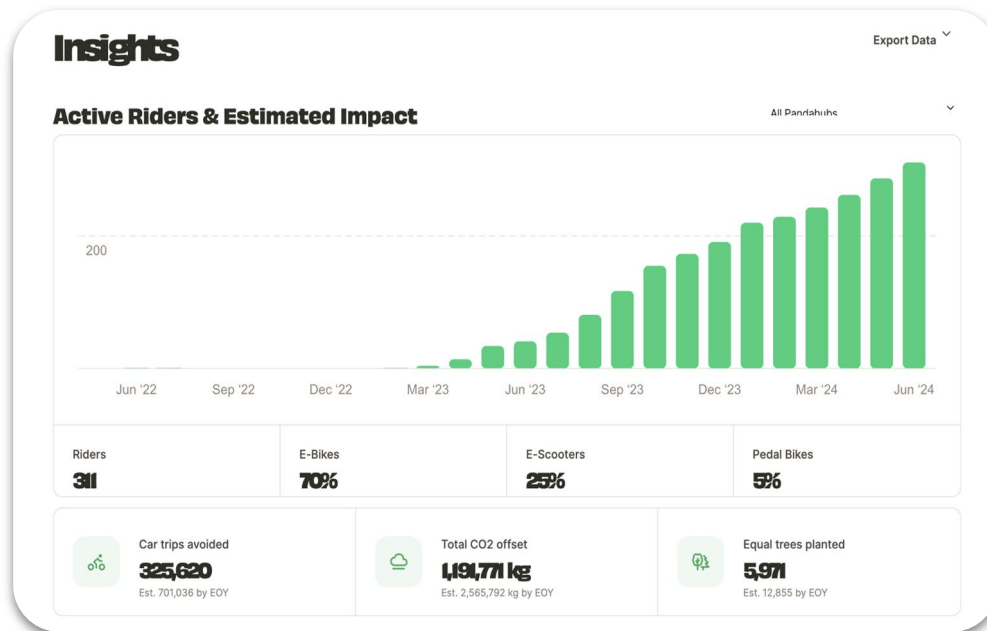 Insights
Export Data
Active Riders & Estimated Impact
All Pandahubs
200
Jun '22 Sep '22 Dec '22 Mar '23 Jun '23 Sep '23 Dec '23 Mar '24 Jun '24
Riders E-Bikes E-Scooters Pedal Bikes
311 70% 25% 5%
Car trips avoided Total CO2 offset Equal trees planted
325,620 1,191,771 kg 5,971
Est. 701,036 by EOY Est. 2,565,792 kg by EOY Est. 12,855 by EOY